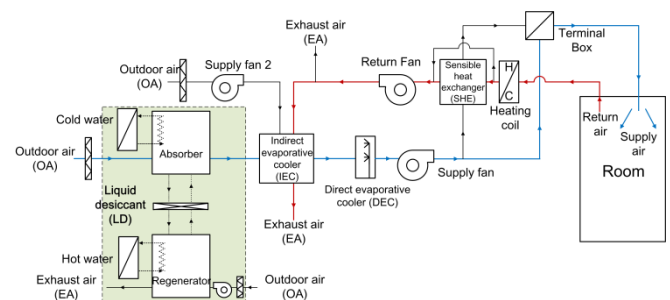 Exhaust air
(EA)
Supply fan 2
Return Fan
Sensible
heat
exchanger
(SHE)
H
C
Heating
coil
Terminal
Box
Outdoor air
(OA)
Cold water
Absorber
Outdoor air
(OA)
Indirect
evaporative
cooler
(IEC)
Direct evaporative
cooler (DEC)
Supply fan
Return
air
Supply
air
Room
Liquid
desiccant
(LD)
Exhaust air
(EA)
Hot water
Regenerator
Exhaust air
(EA)
Outdoor air
(OA)